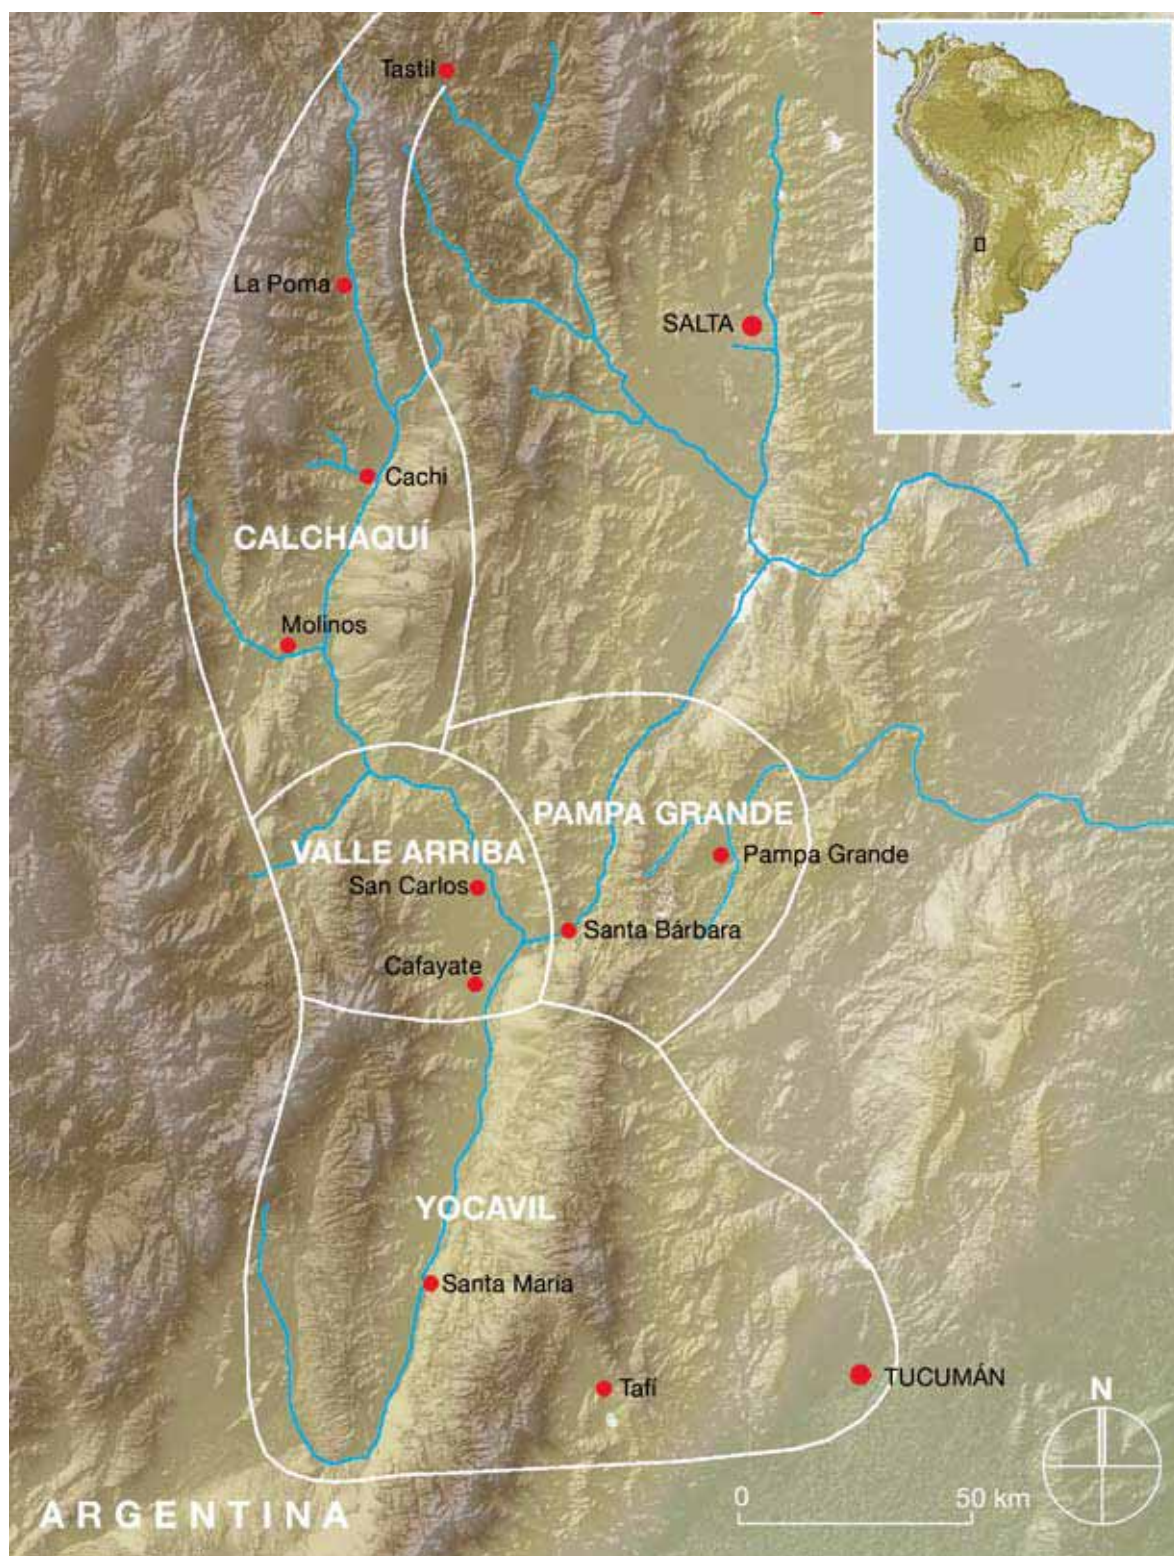 Tastil
La Poma
SALTA
Cachi
CALCHAQUÍ
Molinos
PAMPA GRANDE
VALLE ARRIBA
Pampa Grande
San Carlos
Santa Bárbara
Cafayate
YOCAVIL
Santa Maria
Tafí
TUCUMÁN
N
0 50 km
ARGENTINA